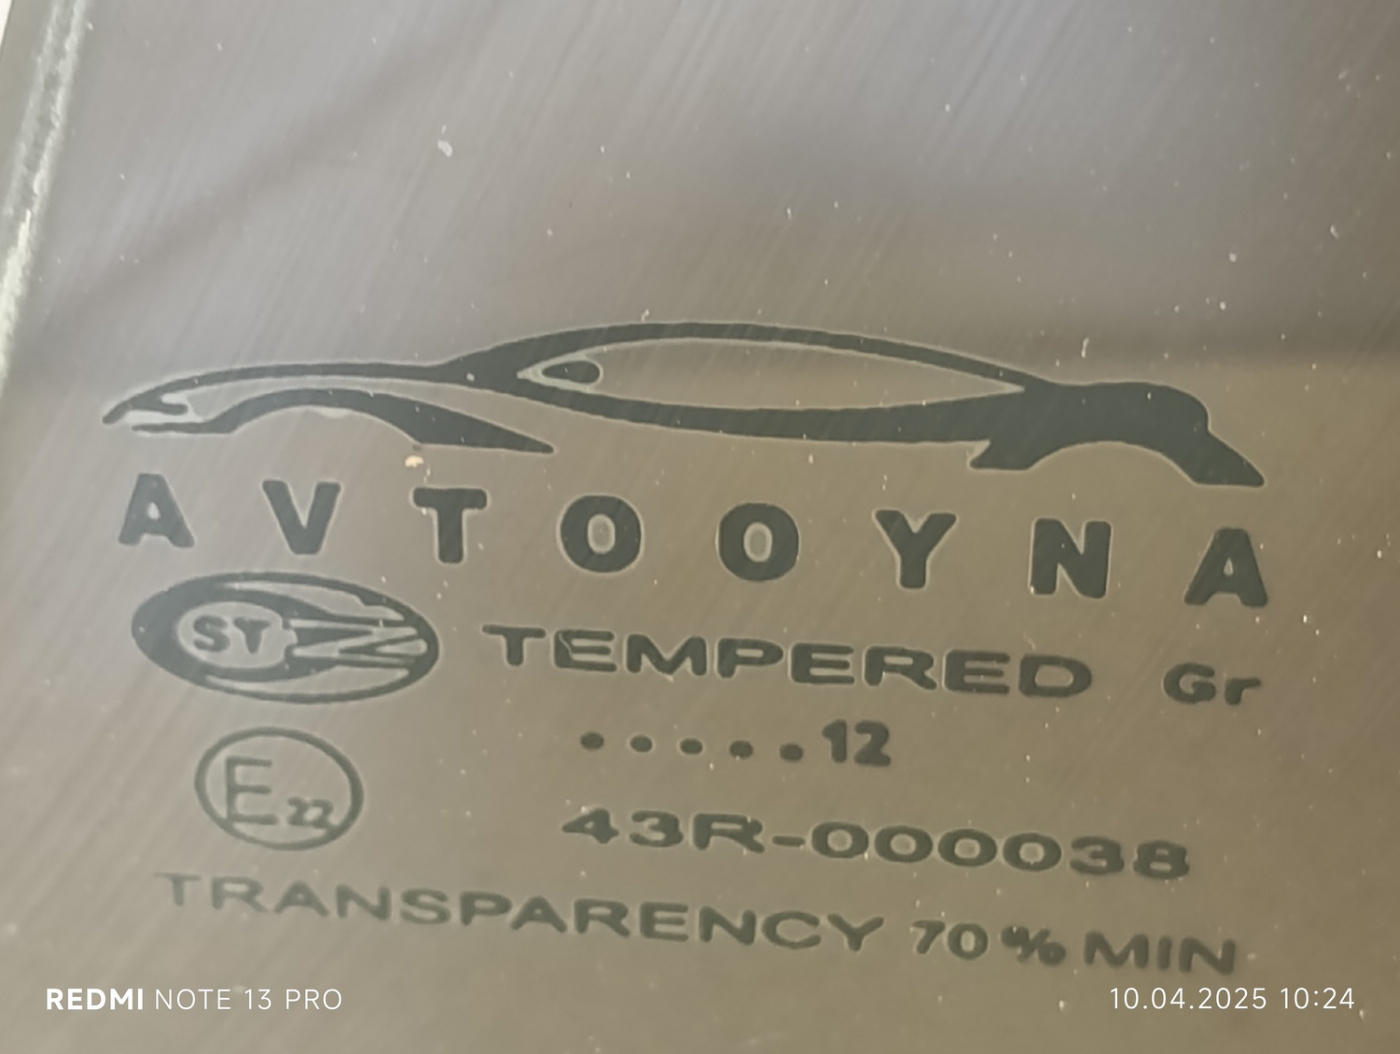 AVTOOYNA
ST TEMPERED Gr
.....12
E22 43R-000038
TRANSPARENCY 70% MIN
REDMI NOTE 13 PRO 10.04.2025 10:24